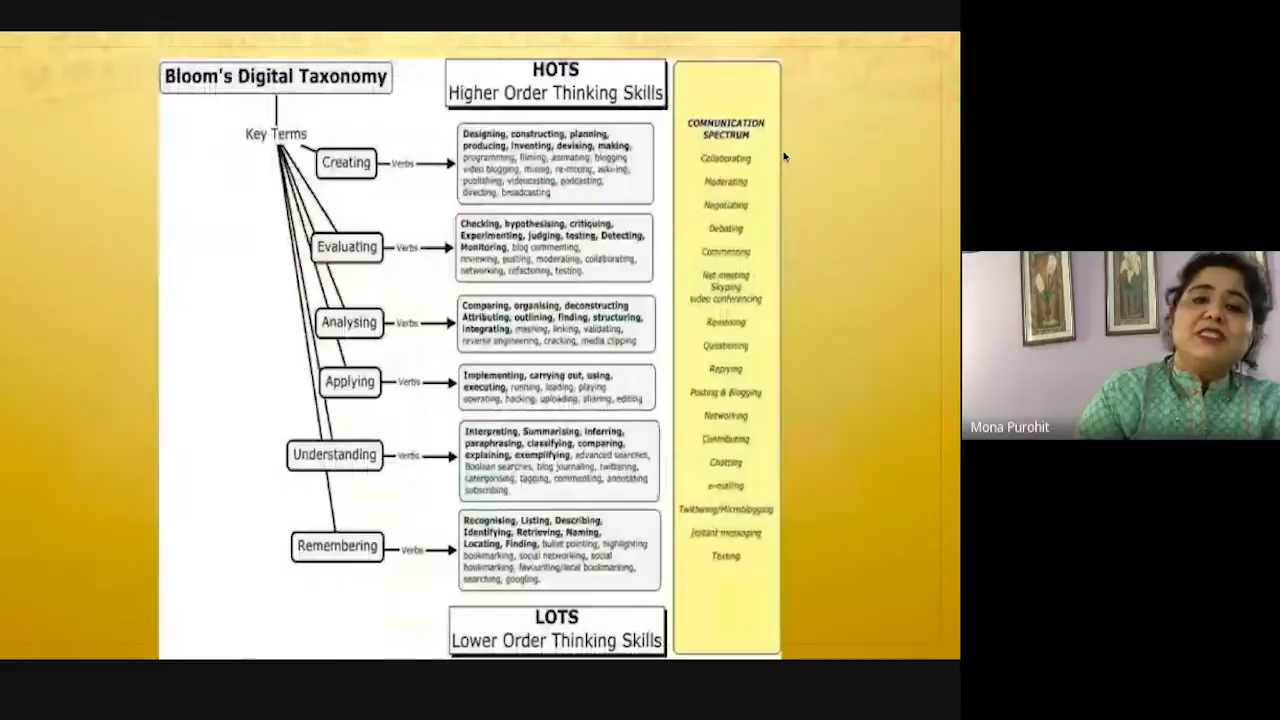 Bloom's Digital Taxonomy
Key Terms
HOTS
Higher Order Thinking Skills
Creating
Verbs
Designing, constructing, planning,
producing, inventing, devising, making,
programming, filming, animating, blogging
video blogging, mixing, re-mixing, wiki-ing,
publishing, videocasting, podcasting,
directing, broadcasting
Evaluating
Verbs
Checking, hypothesising, critiquing,
Experimenting, judging, testing, Detecting,
Monitoring, blog commenting,
reviewing, posting, moderating, collaborating,
networking, refactoring, testing.
Analysing
Verbs
Comparing, organising, deconstructing
Attributing, outlining, finding, structuring,
Integrating, mashing, linking, validating,
reverse engineering, cracking, media clipping
Applying
Verbs
Implementing, carrying out, using,
executing, running, loading, playing
operating, hacking, uploading, sharing, editing
Understanding
Verbs
Interpreting, Summarising, inferring,
paraphrasing, classifying, comparing,
explaining, exemplifying, advanced searches,
Boolean searches, blog journaling, twittering,
categorising, tagging, commenting, annotating
subscribing.
Remembering
Verbs
Recognising, Listing, Describing,
Identifying, Retrieving, Naming,
Locating, Finding, bullet pointing, highlighting
bookmarking, social networking, social
bookmarking, favouriting/local bookmarking,
searching, googling.
LOTS
Lower Order Thinking Skills
COMMUNICATION
SPECTRUM
Collaborating
Moderating
Negotiating
Debating
Commenting
Net meeting
Skyping
video conferencing
Reviewing
Questioning
Replying
Posting & Blogging
Networking
Contributing
Chatting
e-mailing
Twittering/Microblogging
Instant messaging
Texting
Mona Purohit